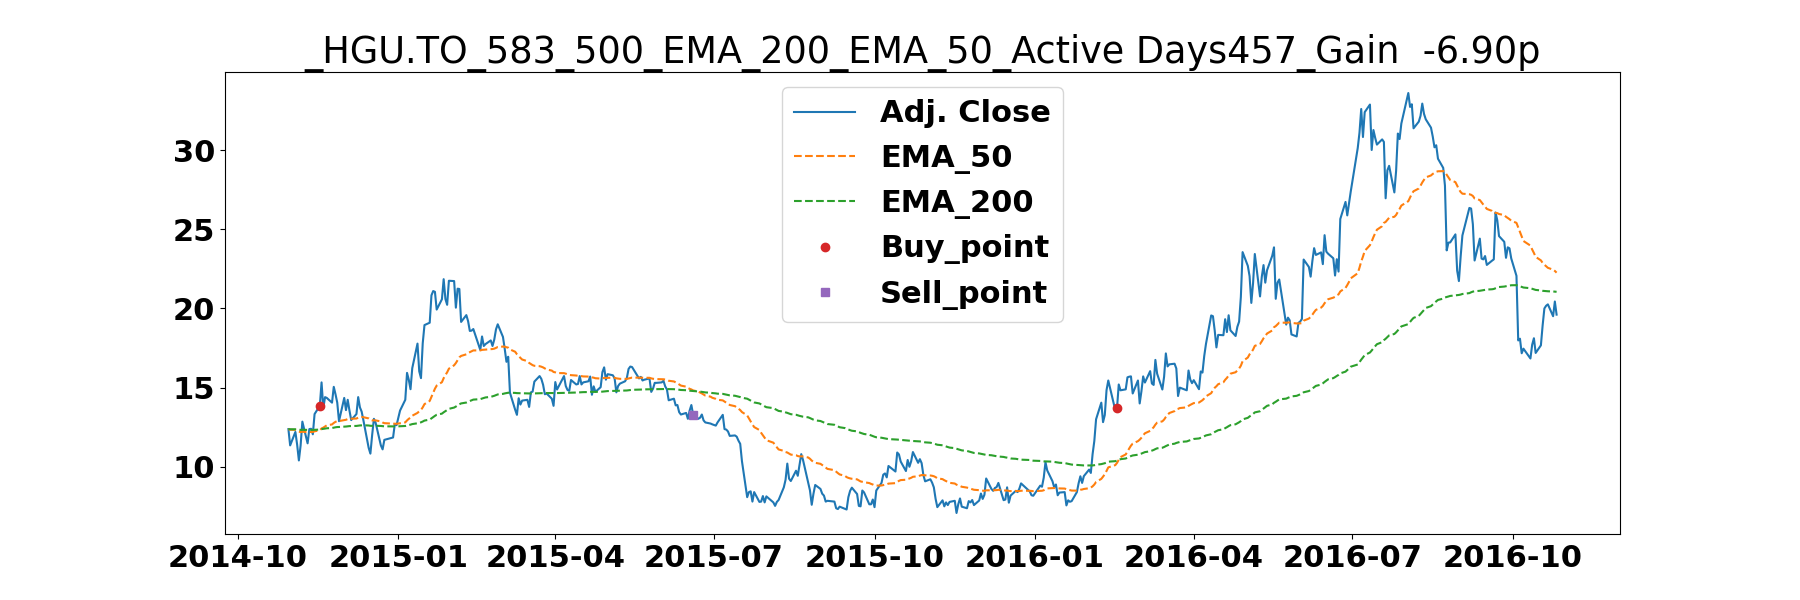 _HGU.TO_583_500_EMA_200_EMA_50_Active Days457_Gain  -6.90p
Adj. Close
EMA_50
EMA_200
Buy_point
Sell_point
30
25
20
15
10
2014-10 2015-01 2015-04 2015-07 2015-10 2016-01 2016-04 2016-07 2016-10